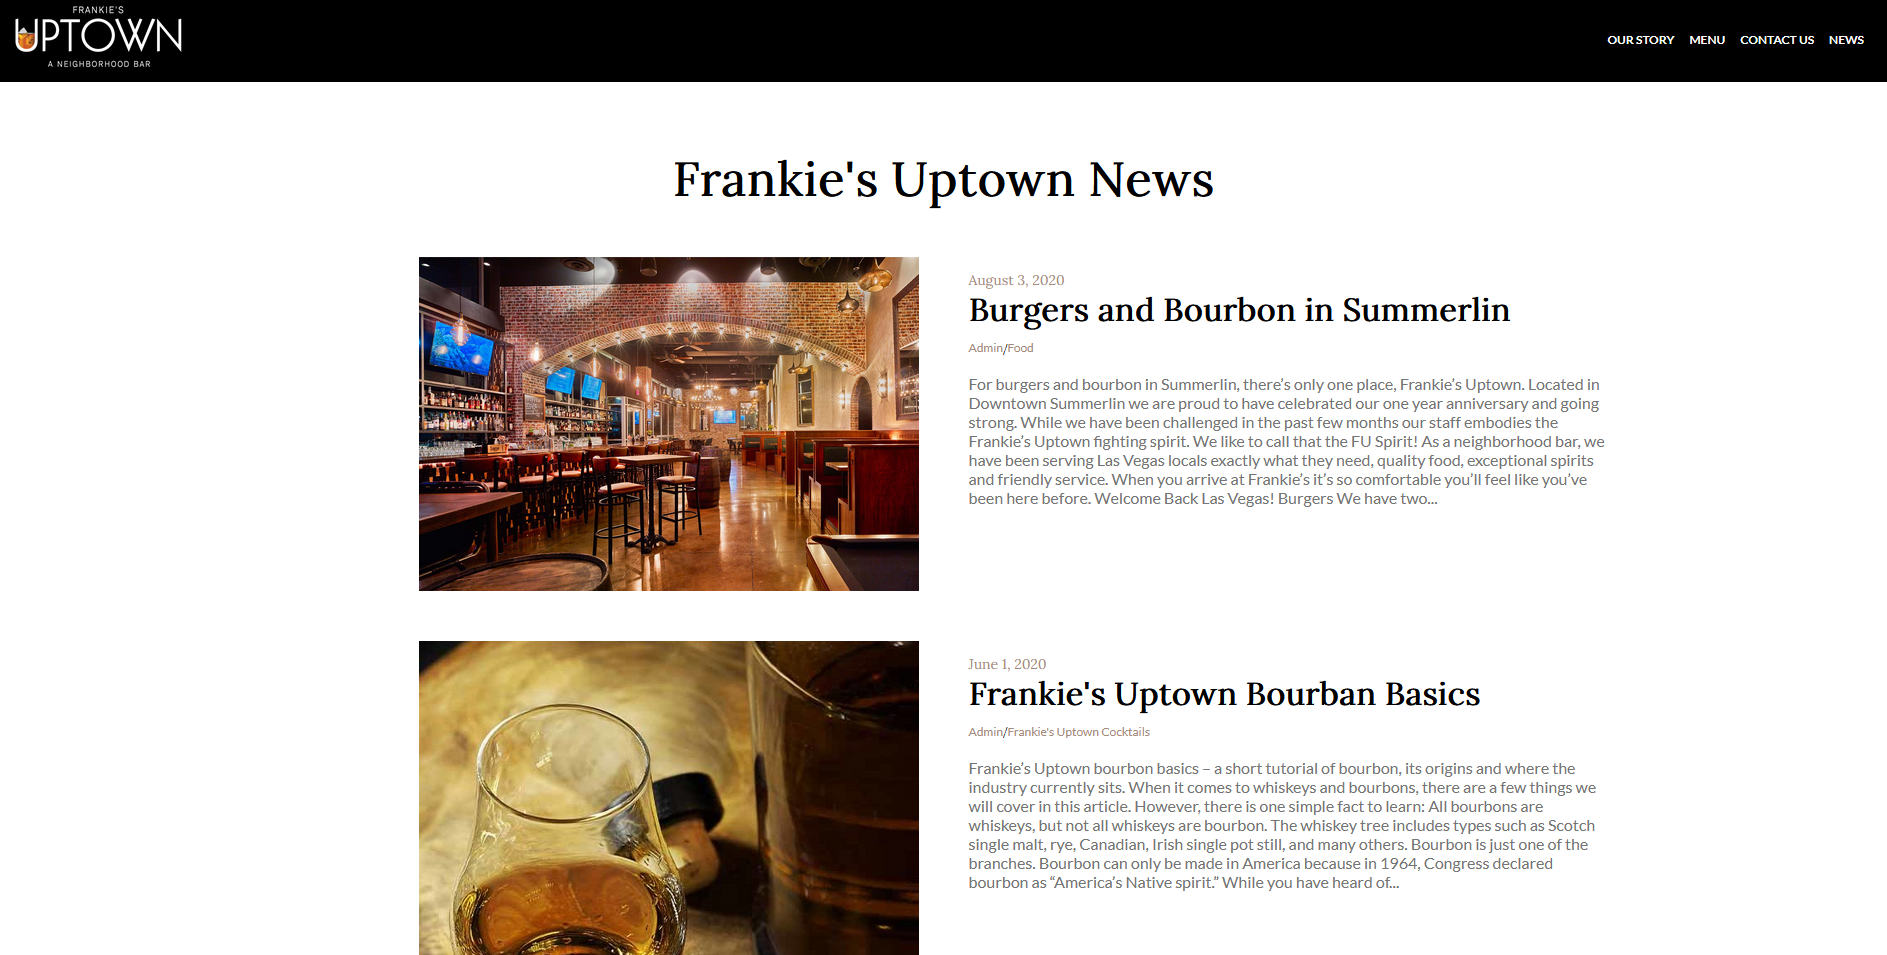 FRANKIE'S
UPTOWN
A NEIGHBORHOOD BAR
OUR STORY MENU CONTACT US NEWS
Frankie's Uptown News
August 3, 2020
Burgers and Bourbon in Summerlin
Admin/Food
For burgers and bourbon in Summerlin, there’s only one place, Frankie’s Uptown. Located in
Downtown Summerlin we are proud to have celebrated our one year anniversary and going
strong. While we have been challenged in the past few months our staff embodies the
Frankie’s Uptown fighting spirit. We like to call that the FU Spirit! As a neighborhood bar, we
have been serving Las Vegas locals exactly what they need, quality food, exceptional spirits
and friendly service. When you arrive at Frankie’s it’s so comfortable you’ll feel like you’ve
been here before. Welcome Back Las Vegas! Burgers We have two...
June 1, 2020
Frankie's Uptown Bourban Basics
Admin/Frankie's Uptown Cocktails
Frankie’s Uptown bourbon basics – a short tutorial of bourbon, its origins and where the
industry currently sits. When it comes to whiskeys and bourbons, there are a few things we
will cover in this article. However, there is one simple fact to learn: All bourbons are
whiskeys, but not all whiskeys are bourbon. The whiskey tree includes types such as Scotch
single malt, rye, Canadian, Irish single pot still, and many others. Bourbon is just one of the
branches. Bourbon can only be made in America because in 1964, Congress declared
bourbon as “America’s Native spirit.” While you have heard of...